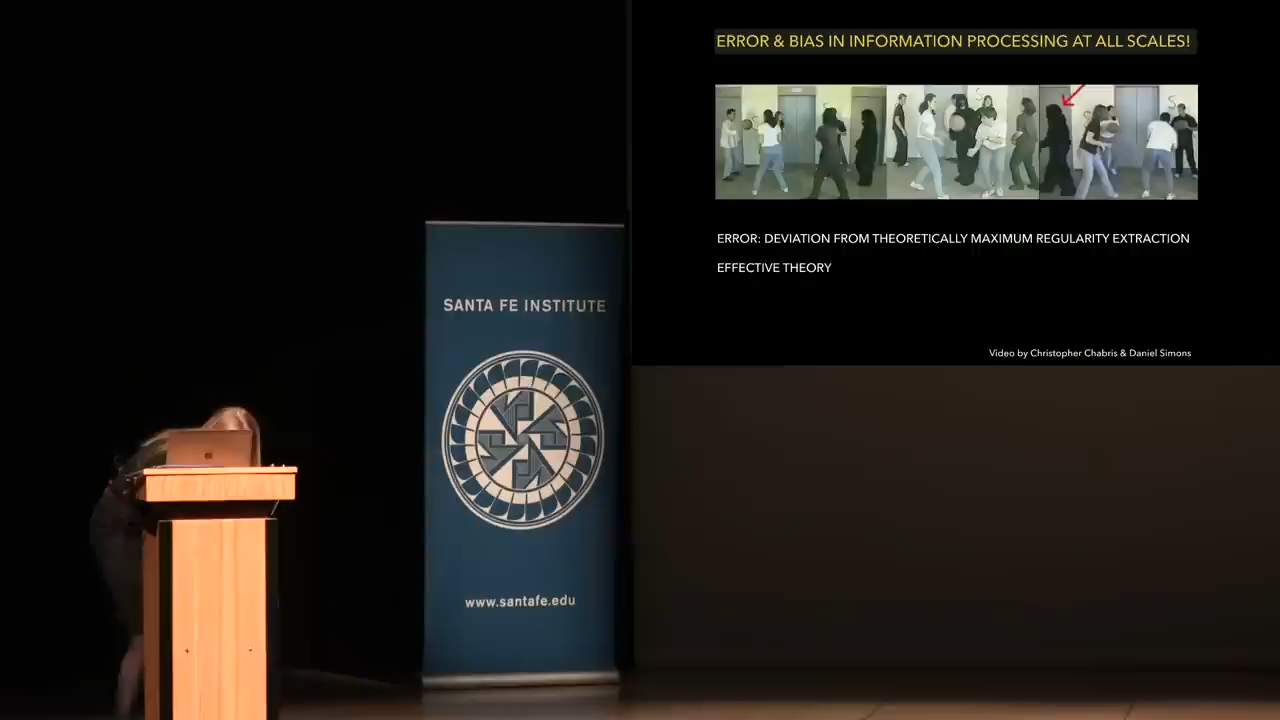 ERROR & BIAS IN INFORMATION PROCESSING AT ALL SCALES!
S
S
S
S
ERROR: DEVIATION FROM THEORETICALLY MAXIMUM REGULARITY EXTRACTION
EFFECTIVE THEORY
Video by Christopher Chabris & Daniel Simons
SANTA FE INSTITUTE
www.santafe.edu